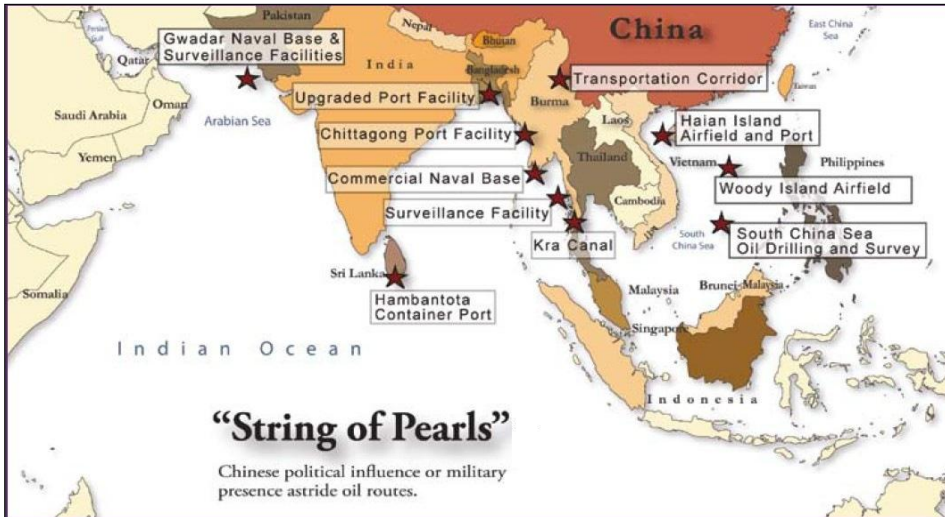 Pakistan
Nepal
China
East China
Sea
Persian
Gulf
Gwadar Naval Base &
Surveillance Facilities
Bhutan
Qatar
India
Bangladesh
Transportation Corridor
Taiwan
Upgraded Port Facility
Burma
Saudi Arabia
Oman
Arabian Sea
Laos
Haian Island
Airfield and Port
Chittagong Port Facility
Yemen
Thailand
Vietnam
Philippines
Commercial Naval Base
Woody Island Airfield
Cambodia
Surveillance Facility
Kra Canal
South
China Sea
South China Sea
Oil Drilling and Survey
Sri Lanka
Somalia
Hambantota
Container Port
Malaysia
Brunei
Malaysia
Singapore
Indian Ocean
Indonesia
“String of Pearls”
Chinese political influence or military
presence astride oil routes.